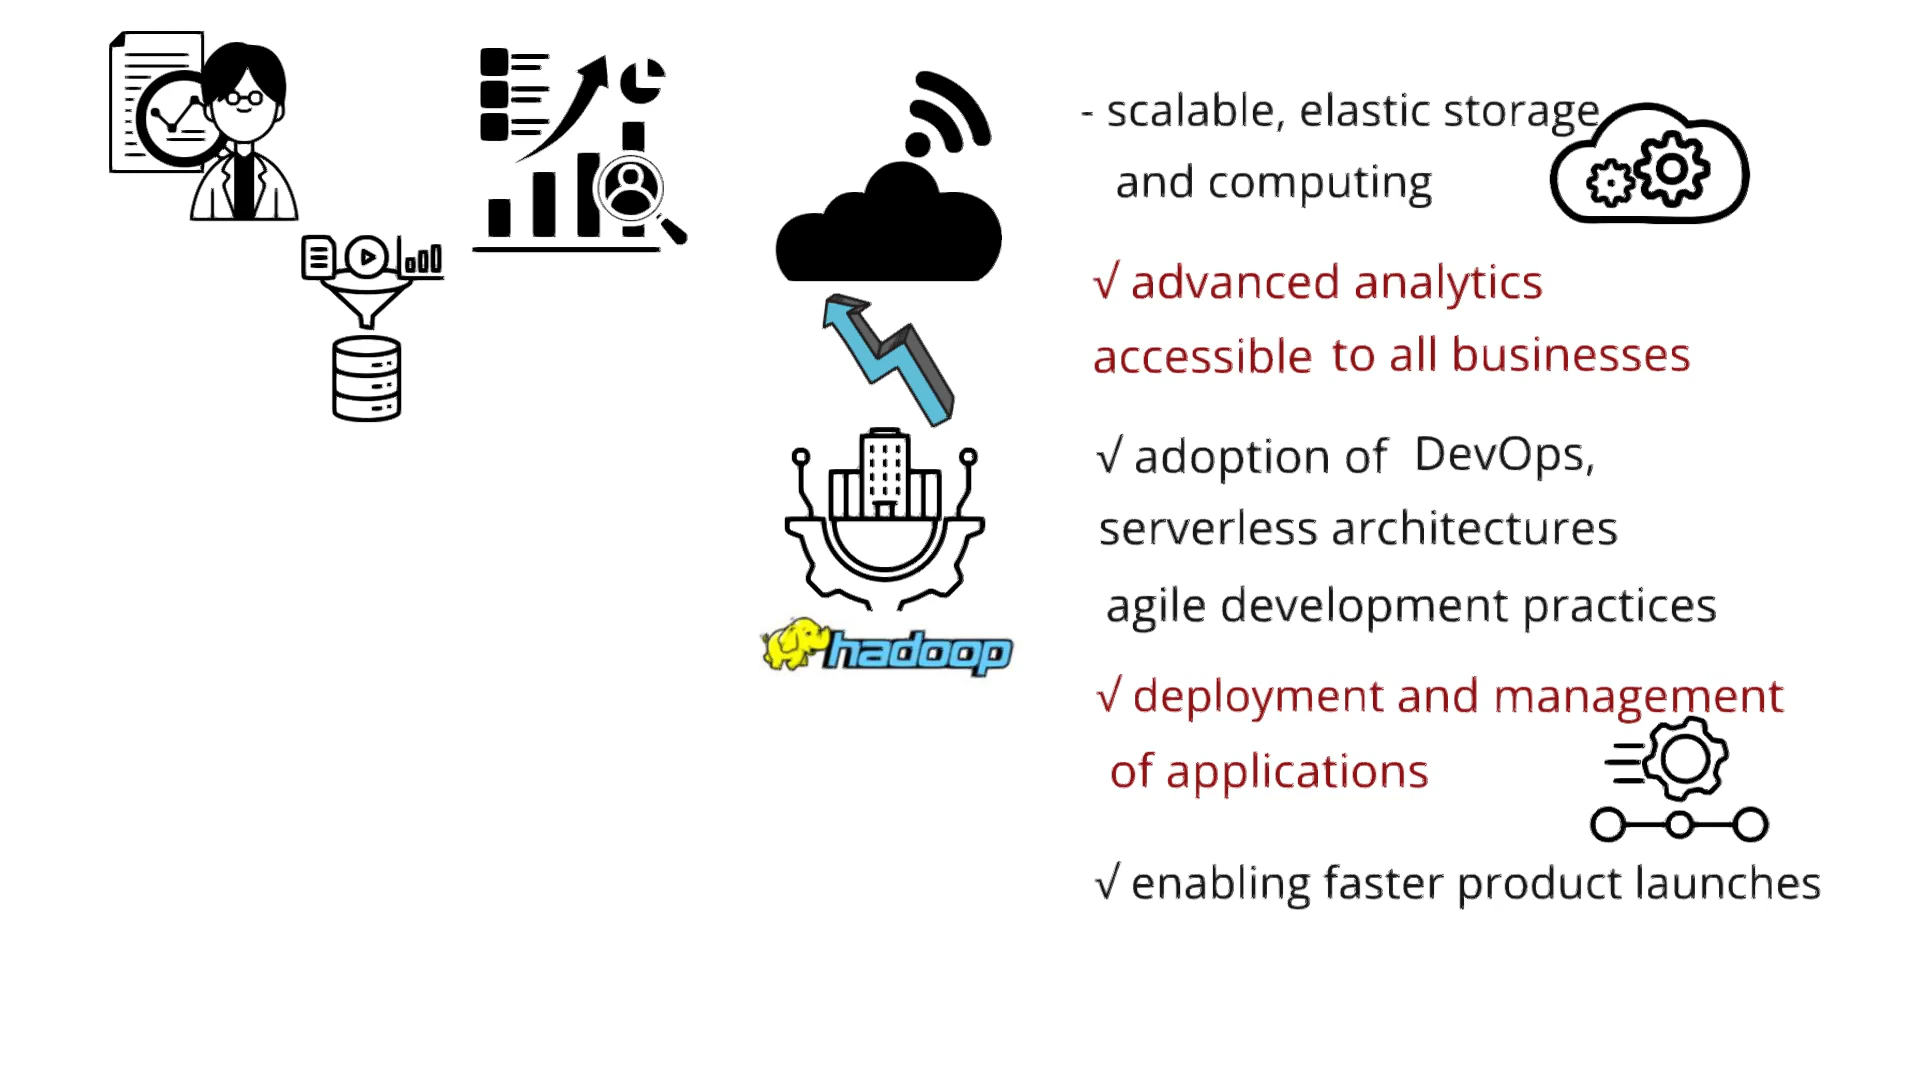 - scalable, elastic storage
and computing
√ advanced analytics
accessible to all businesses
√ adoption of DevOps,
serverless architectures
agile development practices
hadoop
√ deployment and management
of applications
√ enabling faster product launches